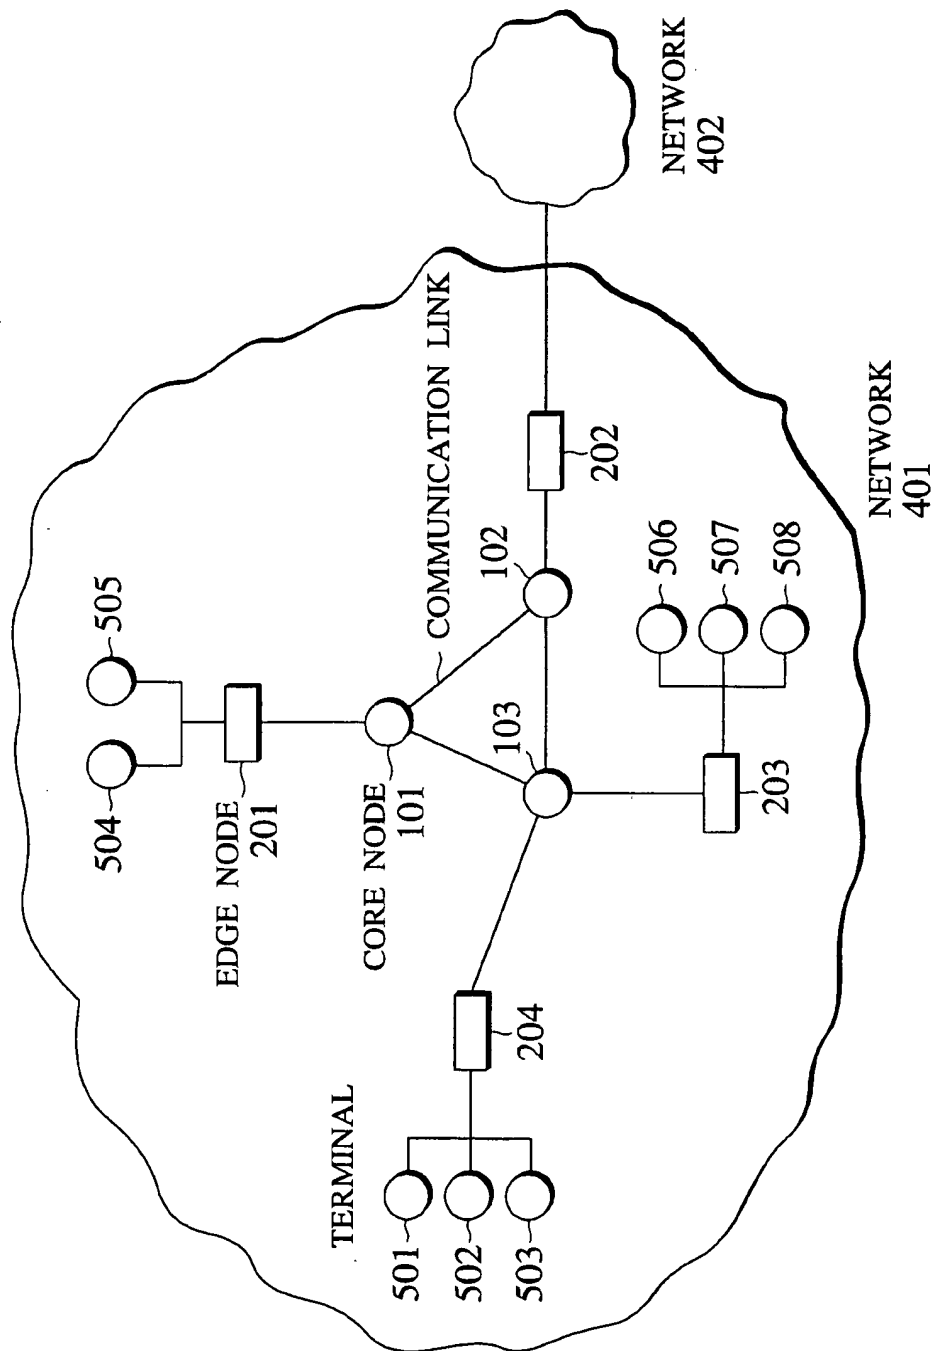 504
505
EDGE NODE
201
TERMINAL
CORE NODE
101
501
COMMUNICATION LINK
502
102
503
204
103
202
506
NETWORK
402
507
203
508
NETWORK
401